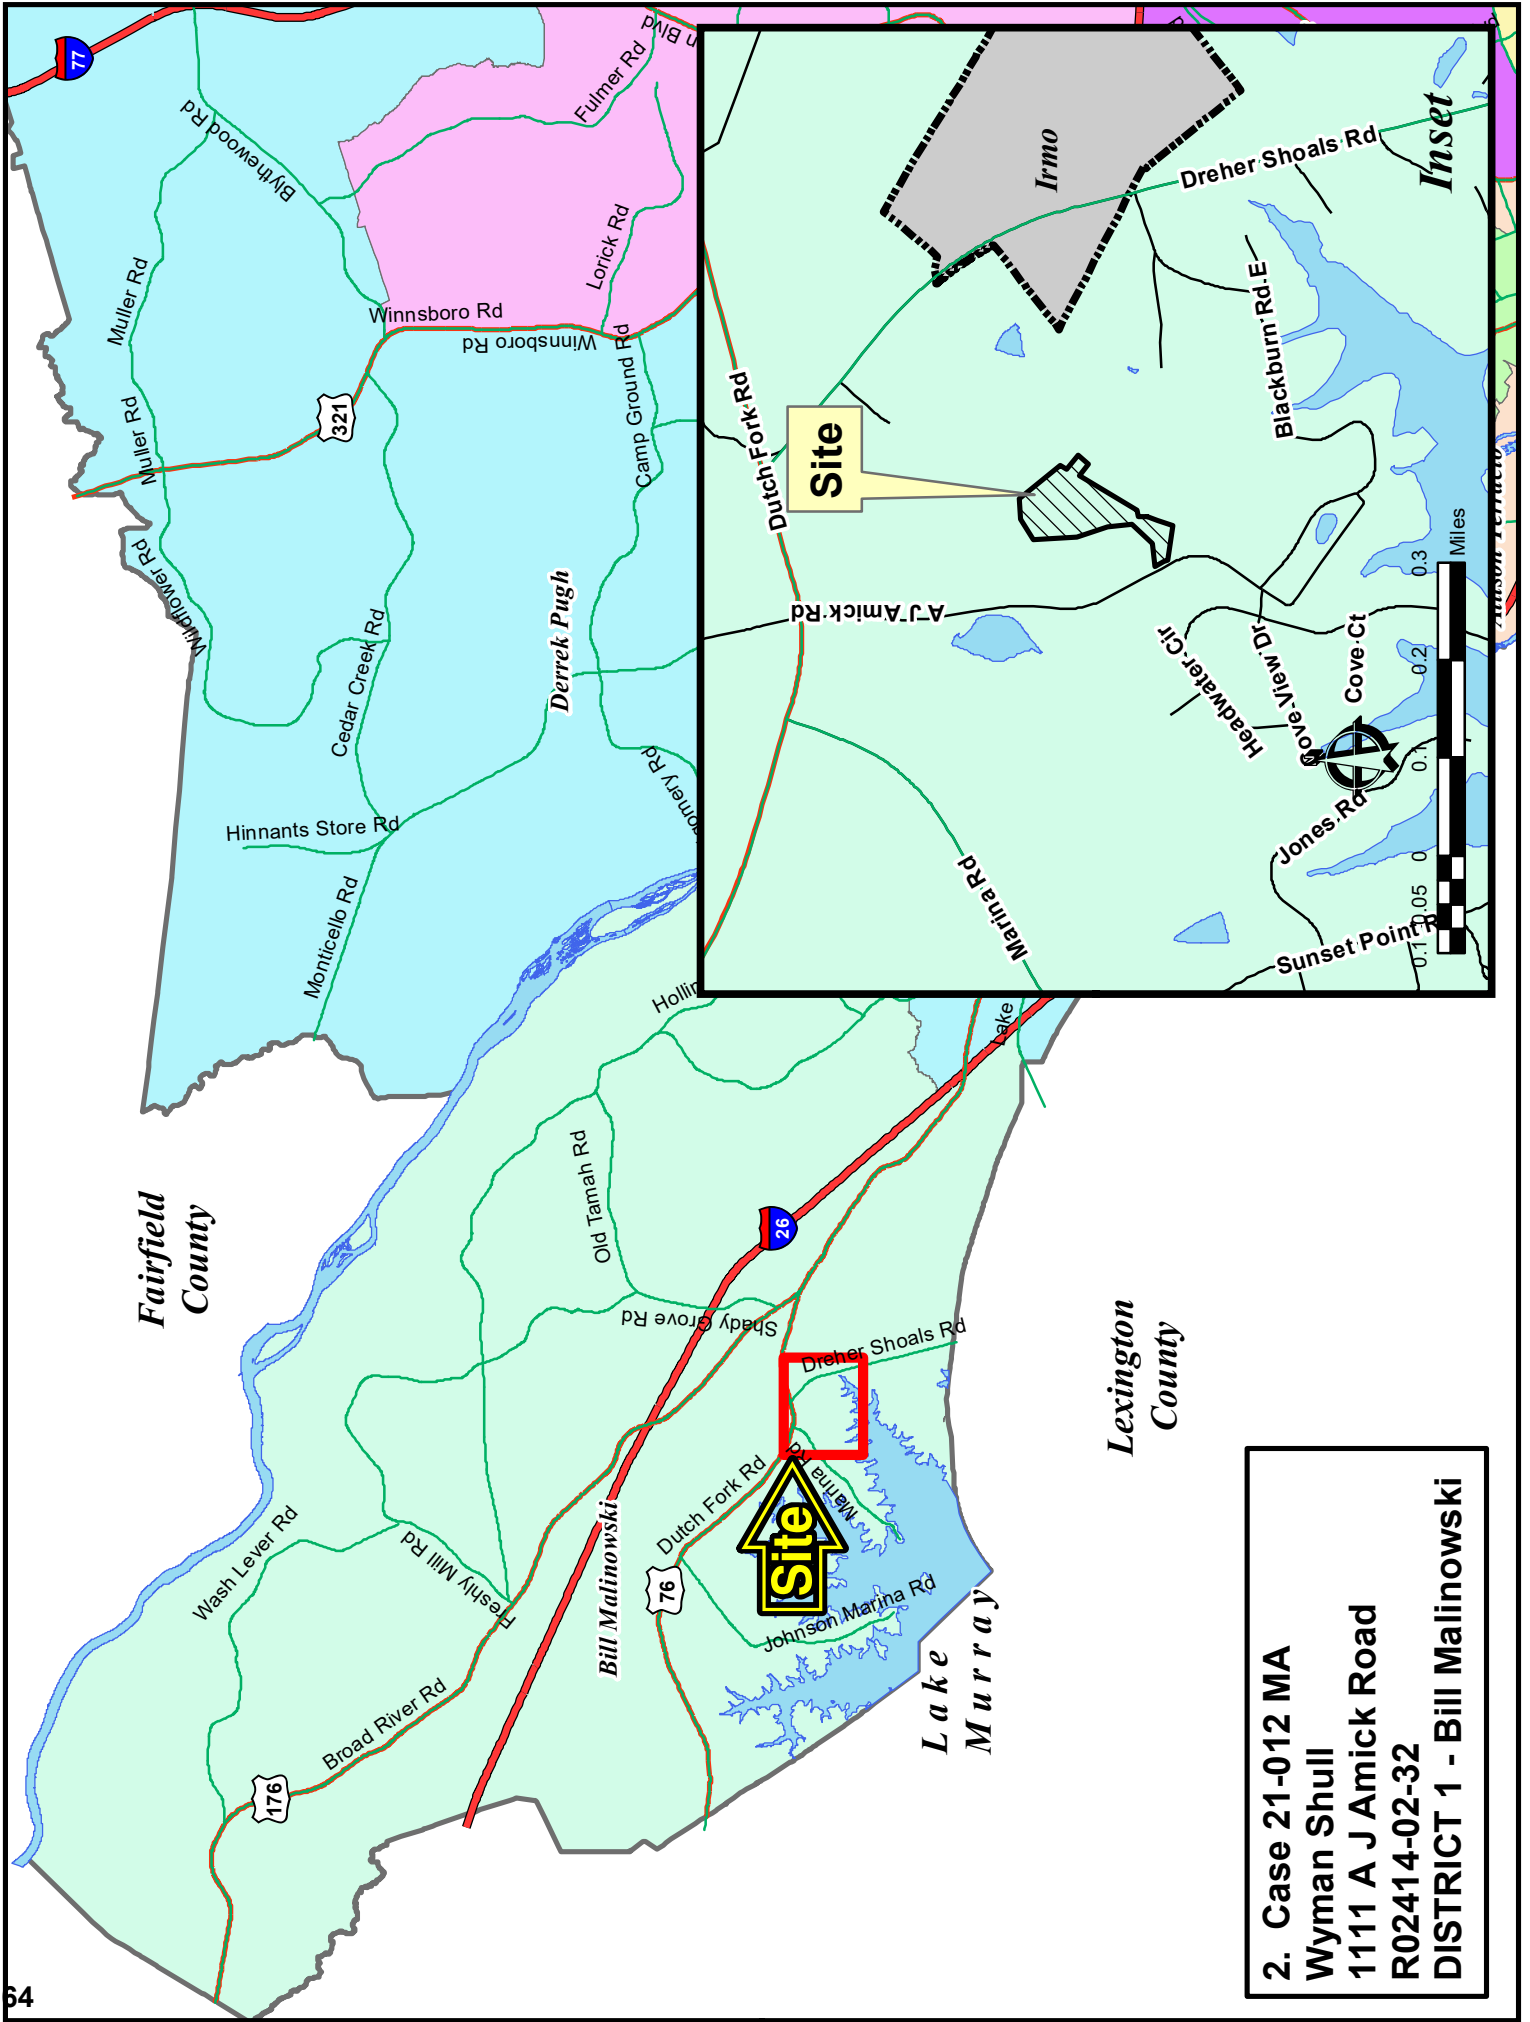 64
77
Blythewood Rd
Fulmer Rd
n Blvd
Muller Rd
Lorick Rd
Winnsboro Rd
Winnsboro Rd
Muller Rd
321
Camp Ground Rd
Wildflower Rd
Cedar Creek Rd
Derrek Pugh
Hinnants Store Rd
gomery Rd
Monticello Rd
Hollin
Lake
Fairfield
County
Old Tamah Rd
26
Shady Grove Rd
Dreher Shoals Rd
Lexington
County
Wash Lever Rd
Freshly Mill Rd
Bill Malinowski
Dutch Fork Rd
Marina Rd
76
Site
Johnson Marina Rd
Broad River Rd
176
Lake
Murray
Inset
Irmo
Dreher Shoals Rd
Dutch Fork Rd
Site
Blackburn Rd E
A J Amick Rd
Headwater Cir
Cove View Dr
Cove Ct
Jones Rd
Marina Rd
Sunset Point R
0.1 0.05 0 0.1 0.2 0.3
Miles
2. Case 21-012 MA
Wyman Shull
1111 A J Amick Road
R02414-02-32
DISTRICT 1 - Bill Malinowski